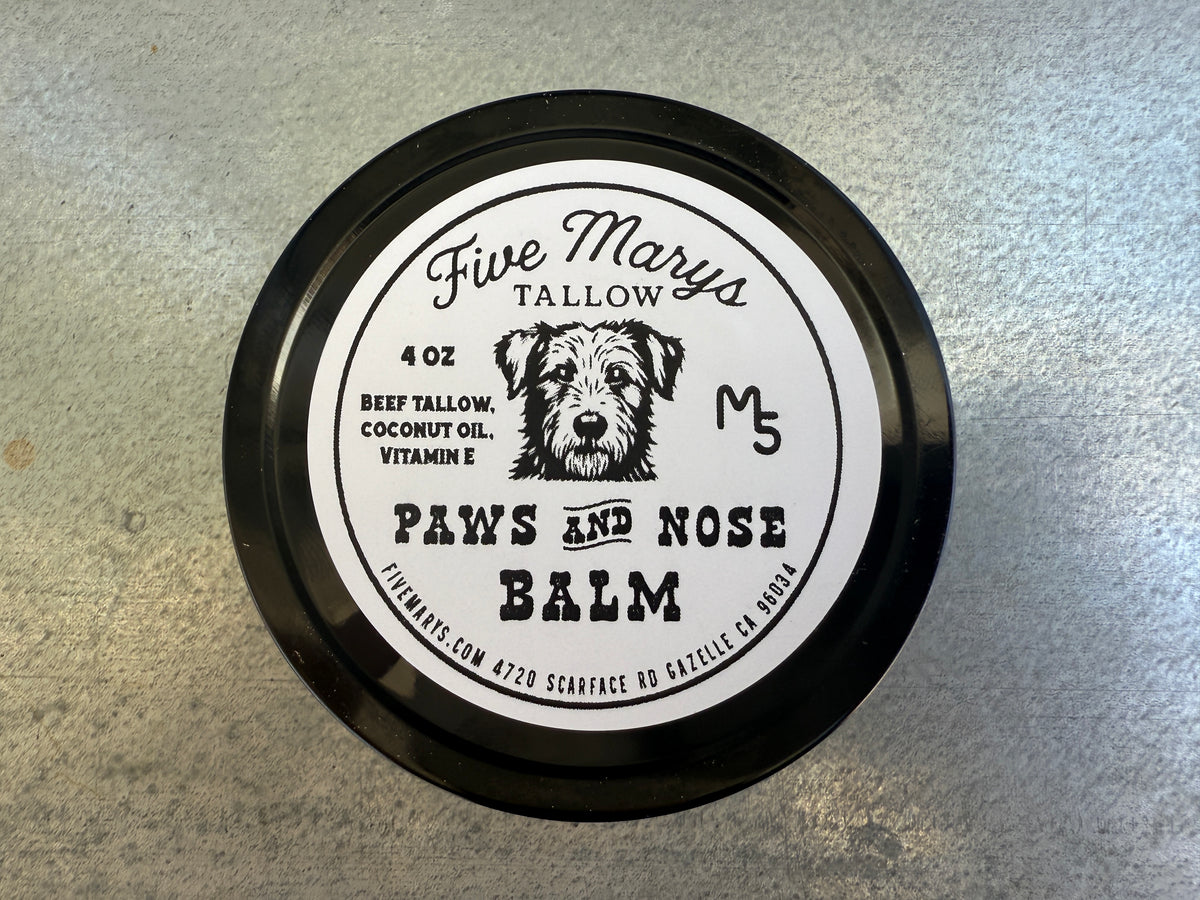 Five Marys
TALLOW
4 OZ
BEEF TALLOW,
COCONUT OIL,
VITAMIN E
M5
PAWS AND NOSE
BALM
FIVEMARYS.COM 4720 SCARFACE RD GAZELLE CA 96034